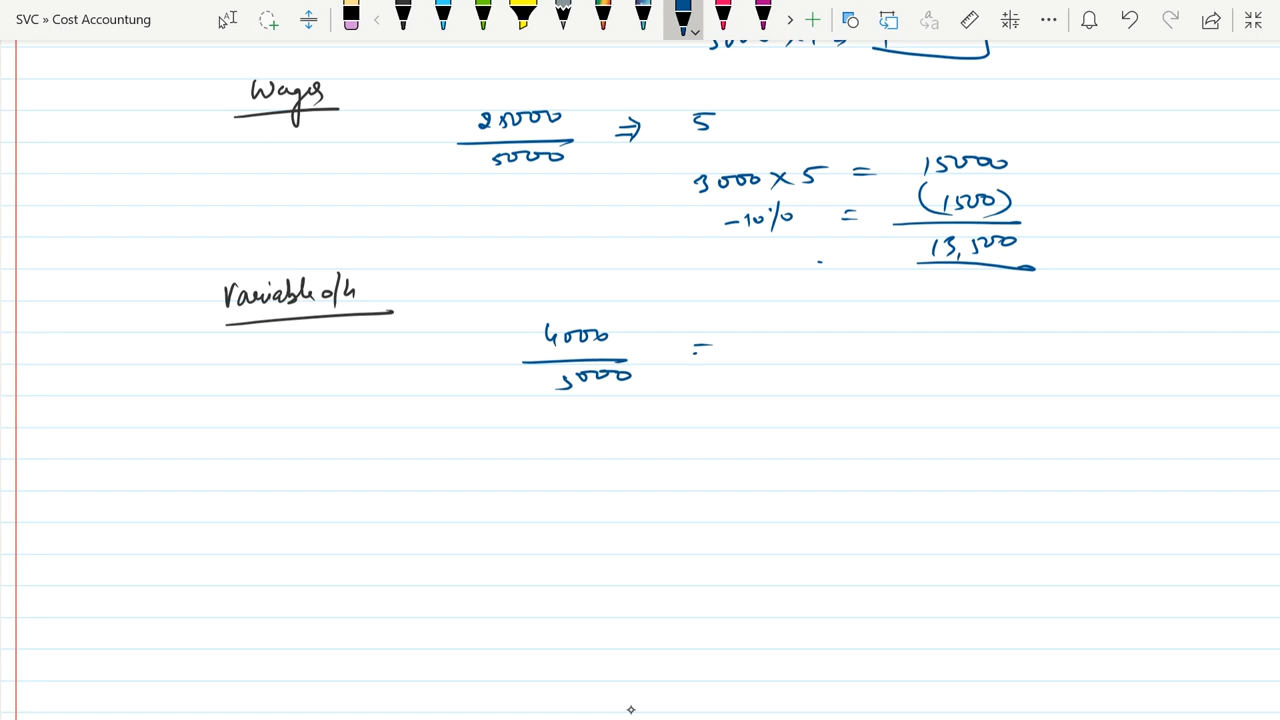 SVC » Cost Accountung
Wages
25000
5000
⇒ 5
3000 × 5 = 15000
-10% = (1500)
13,500
Variable o/h
4000
5000
=